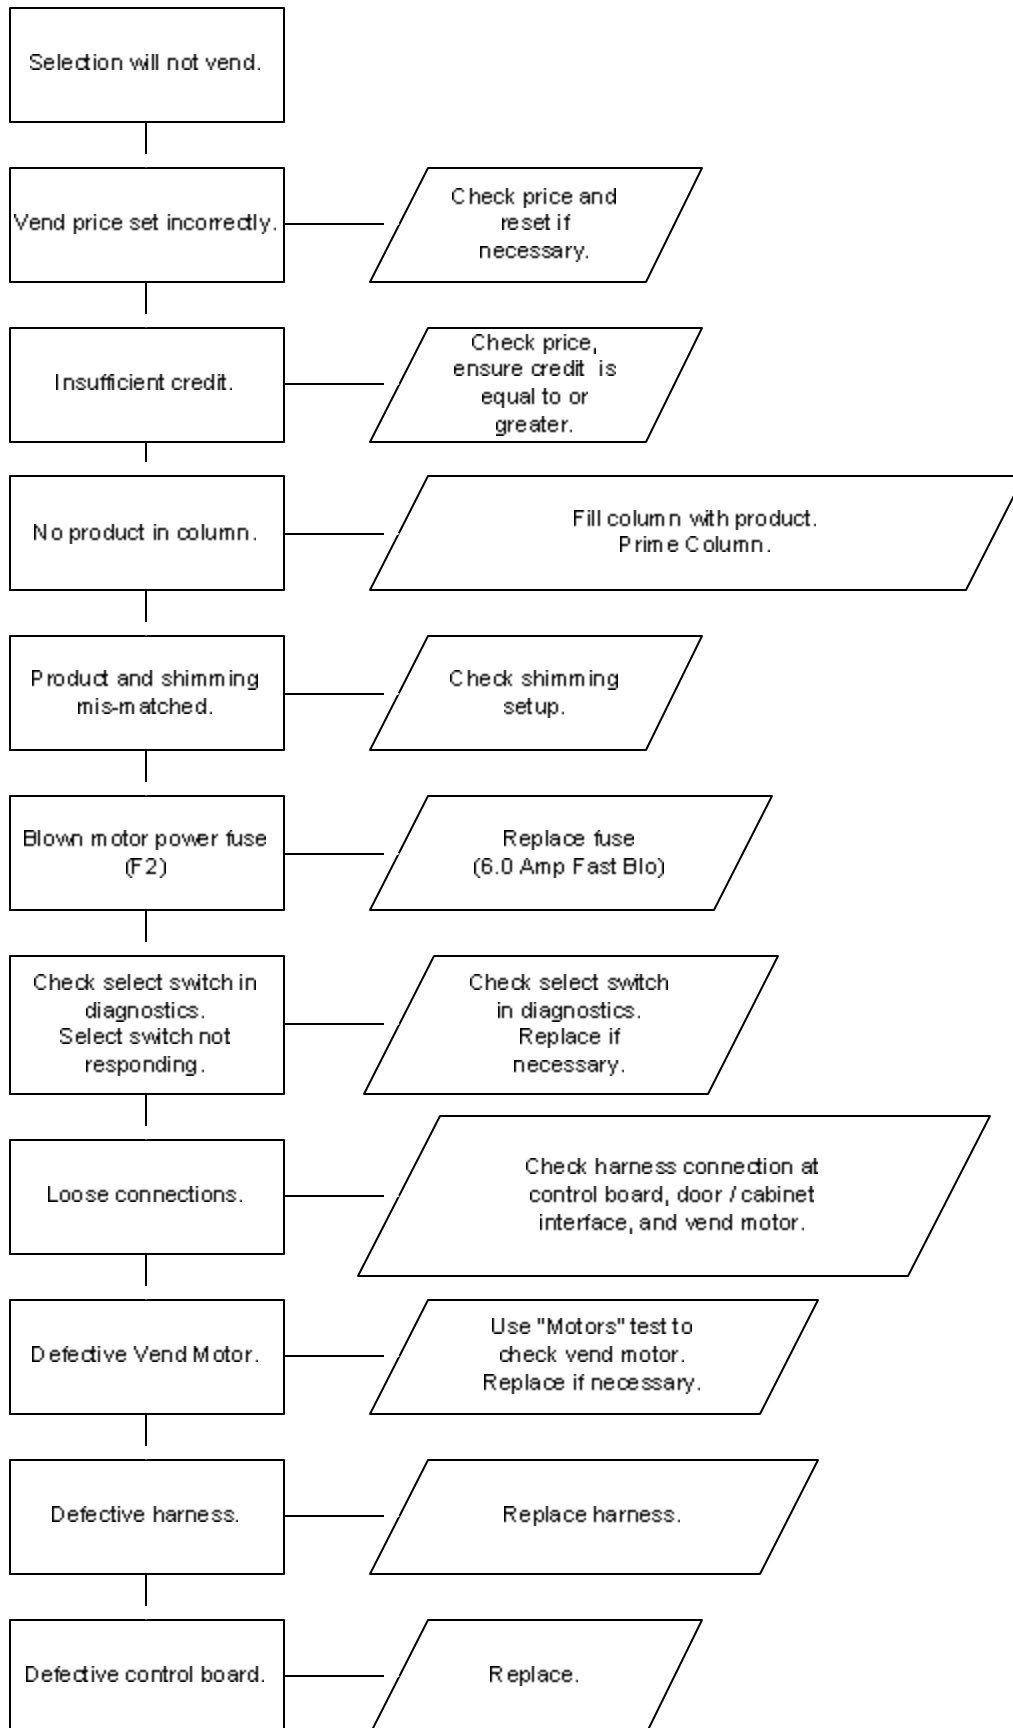 Selection will not vend.
Vend price set incorrectly.
Check price and
reset if
necessary.
Insufficient credit.
Check price,
ensure credit is
equal to or
greater.
No product in column.
Fill column with product.
Prime Column.
Product and shimming
mis-matched.
Check shimming
setup.
Blown motor power fuse
(F2)
Replace fuse
(6.0 Amp Fast Blo)
Check select switch in
diagnostics.
Select switch not
responding.
Check select switch
in diagnostics.
Replace if
necessary.
Loose connections.
Check harness connection at
control board, door / cabinet
interface, and vend motor.
Defective Vend Motor.
Use "Motors" test to
check vend motor.
Replace if necessary.
Defective harness.
Replace harness.
Defective control board.
Replace.